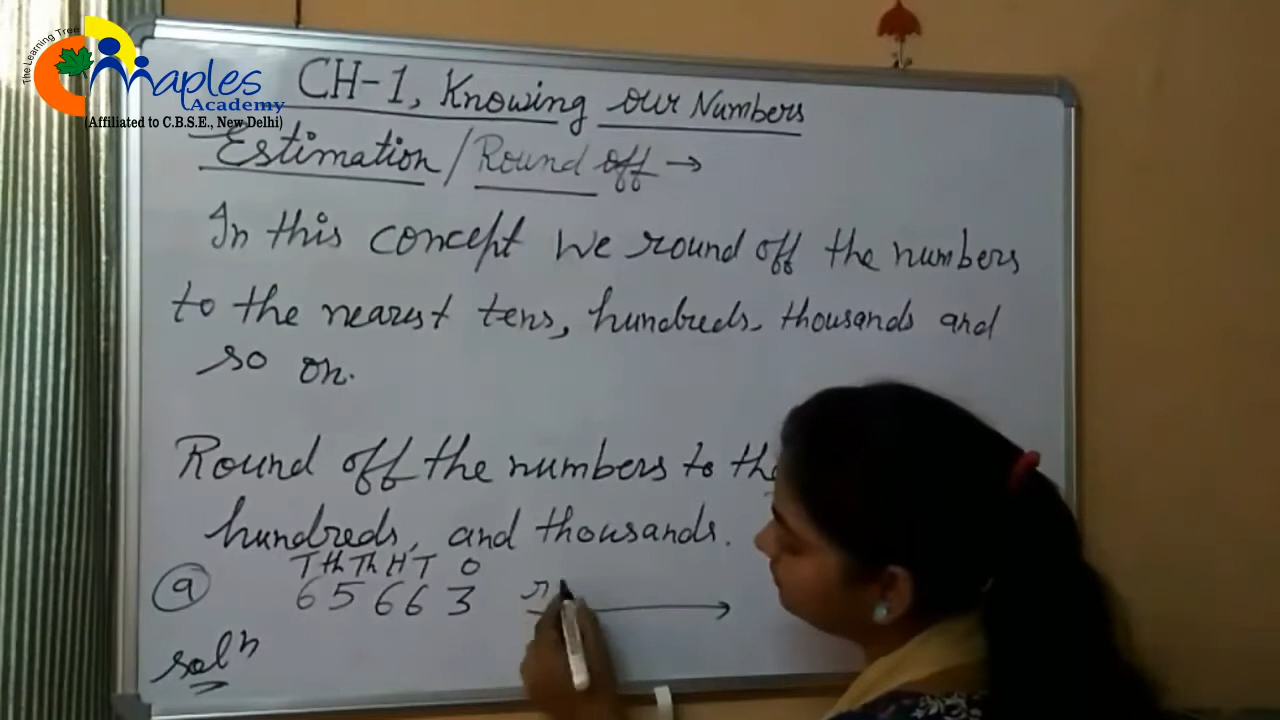 The Learning Tree
Maples
Academy
(Affiliated to C.B.S.E., New Delhi)
CH-1, Knowing our Numbers
Estimation / Round off →
In this concept we round off the numbers
to the nearest tens, hundreds, thousands and
so on.
Round off the numbers to the
hundreds, and thousands.
T Th Th H T O
(a) 6 5 6 6 3 →
solⁿ